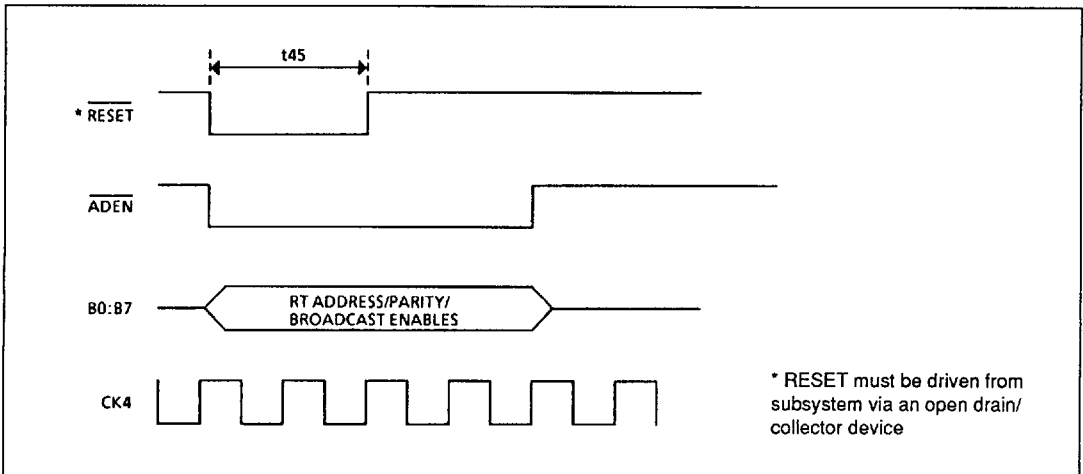 t45
* RESET
ADEN
B0:B7
RT ADDRESS/PARITY/
BROADCAST ENABLES
CK4
* RESET must be driven from
subsystem via an open drain/
collector device